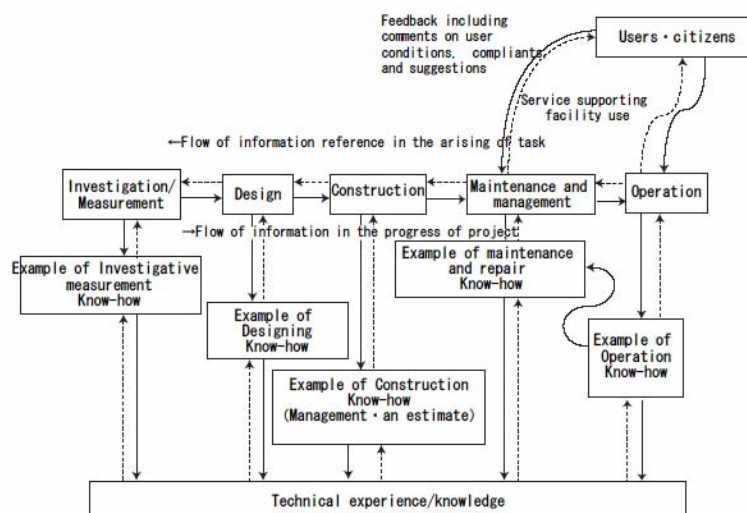 Feedback including
comments on user
conditions, compliants
and suggestions
Users・citizens
Service supporting
facility use
←Flow of information reference in the arising of task
Investigation/
Measurement
Design
Construction
Maintenance and
management
Operation
→Flow of information in the progress of project
Example of Investigative
measurement
Know-how
Example of maintenance
and repair
Know-how
Example of
Designing
Know-how
Example of
Operation
Know-how
Example of Construction
Know-how
(Management・an estimate)
Technical experience/knowledge